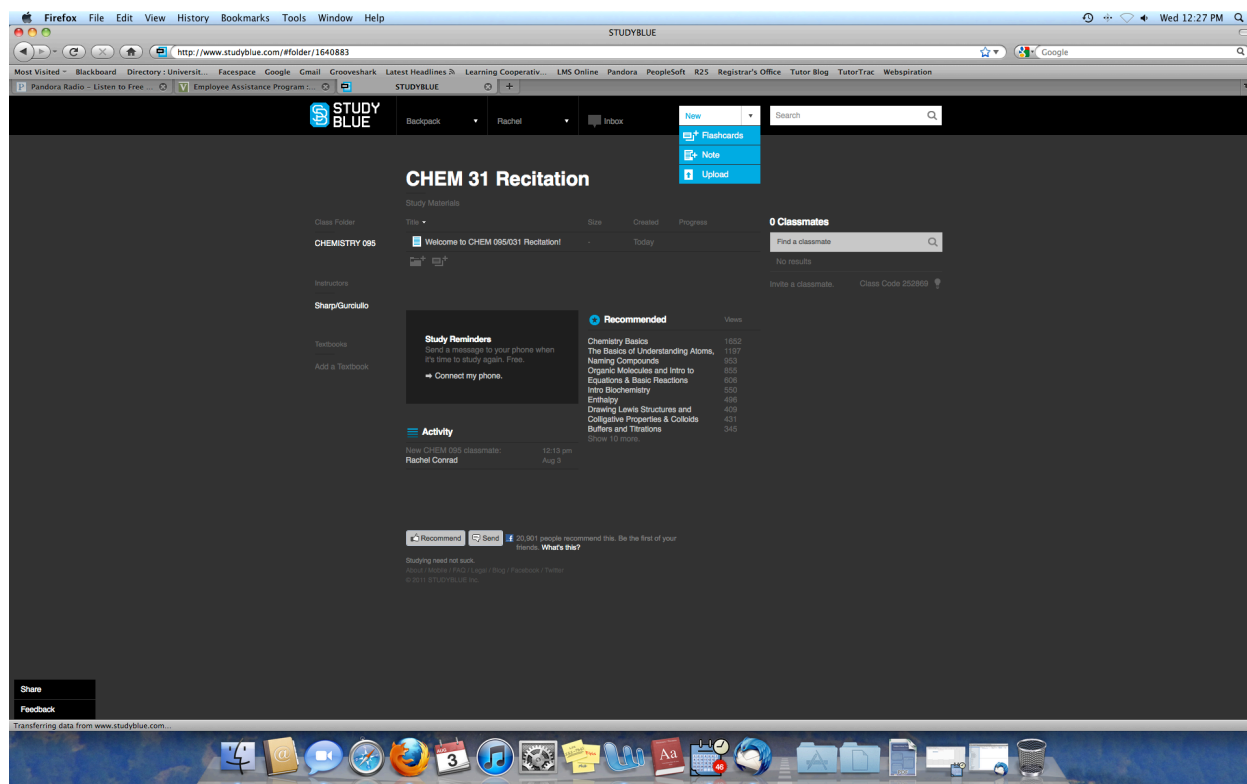 Firefox File Edit View History Bookmarks Tools Window Help Wed 12:27 PM
STUDYBLUE
http://www.studyblue.com/#folder/1640883 Google
Most Visited Blackboard Directory : Universit... Facespace Google Gmail Grooveshark Latest Headlines Learning Cooperativ... LMS Online Pandora PeopleSoft R25 Registrar's Office Tutor Blog TutorTrac Webspiration
Pandora Radio – Listen to Free ... Employee Assistance Program :... STUDYBLUE
STUDY
BLUE
Backpack Rachel Inbox New Search
Flashcards
Note
Upload
CHEM 31 Recitation
Study Materials
Class Folder Title Size Created Progress 0 Classmates
CHEMISTRY 095 Welcome to CHEM 095/031 Recitation! - Today Find a classmate
No results
Instructors Invite a classmate. Class Code 252869
Sharp/Gurciullo
Textbooks
Add a Textbook
Study Reminders
Send a message to your phone when
it's time to study again. Free.
Connect my phone.
Recommended Views
Chemistry Basics 1652
The Basics of Understanding Atoms, 1197
Naming Compounds 953
Organic Molecules and Intro to 855
Equations & Basic Reactions 606
Intro Biochemistry 550
Enthalpy 498
Drawing Lewis Structures and 409
Colligative Properties & Colloids 431
Buffers and Titrations 345
Show 10 more.
Activity
New CHEM 095 classmate: 12:13 pm
Rachel Conrad Aug 3
Recommend Send 20,901 people recommend this. Be the first of your
friends. What's this?
Studying need not suck.
About / Mobile / FAQ / Legal / Blog / Facebook / Twitter
© 2011 STUDYBLUE Inc.
Share
Feedback
Transferring data from www.studyblue.com...
AUG
3
Aa
46